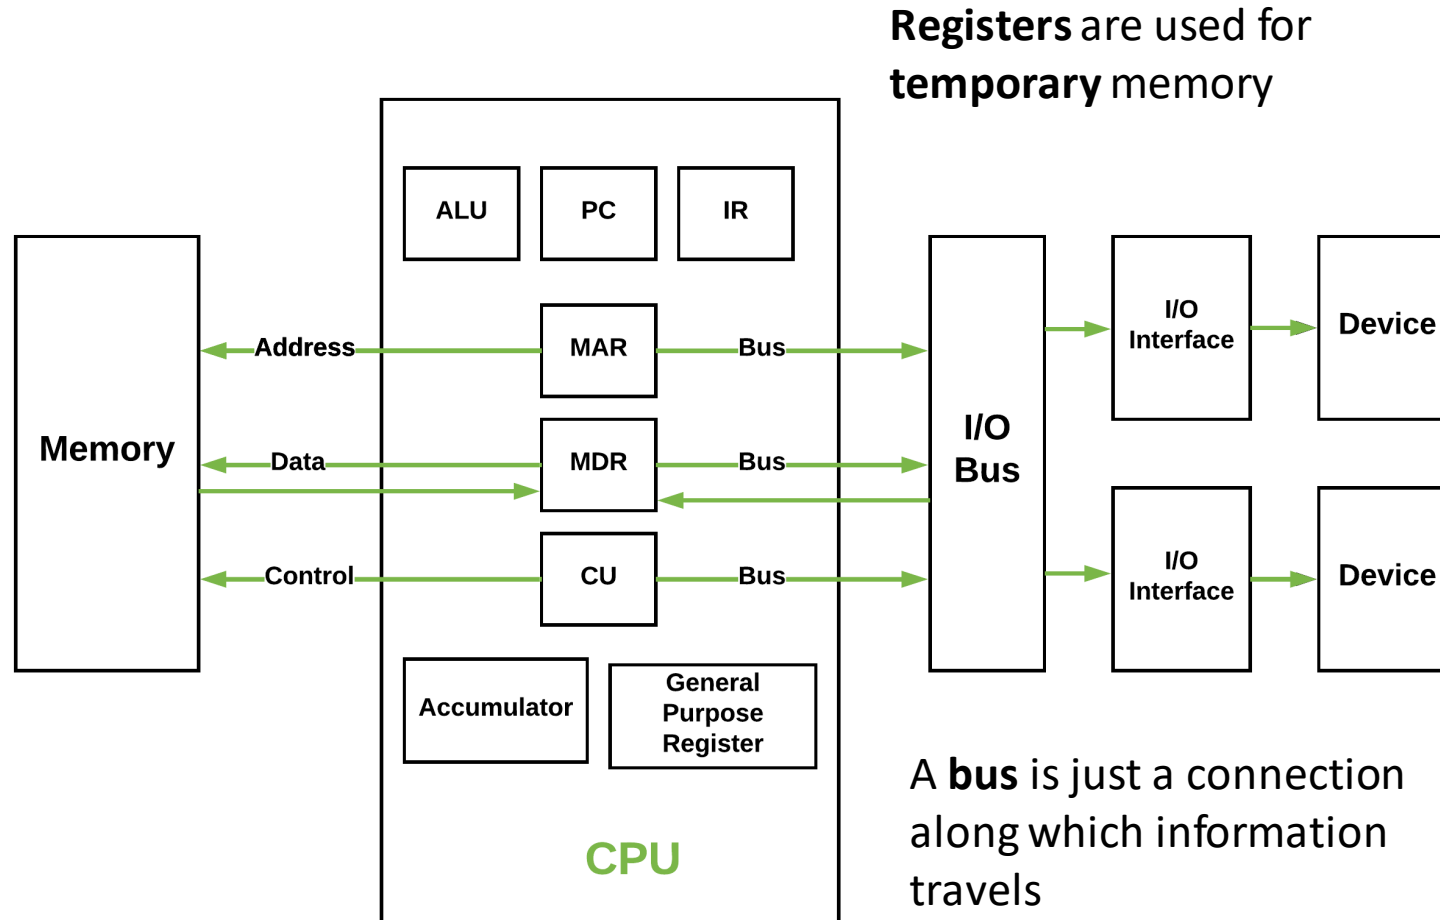 Registers are used for
temporary memory
ALU
PC
IR
Address
MAR
Bus
Memory
Data
MDR
Bus
Control
CU
Bus
I/O
Bus
I/O
Interface
Device
I/O
Interface
Device
Accumulator
General
Purpose
Register
CPU
A bus is just a connection
along which information
travels